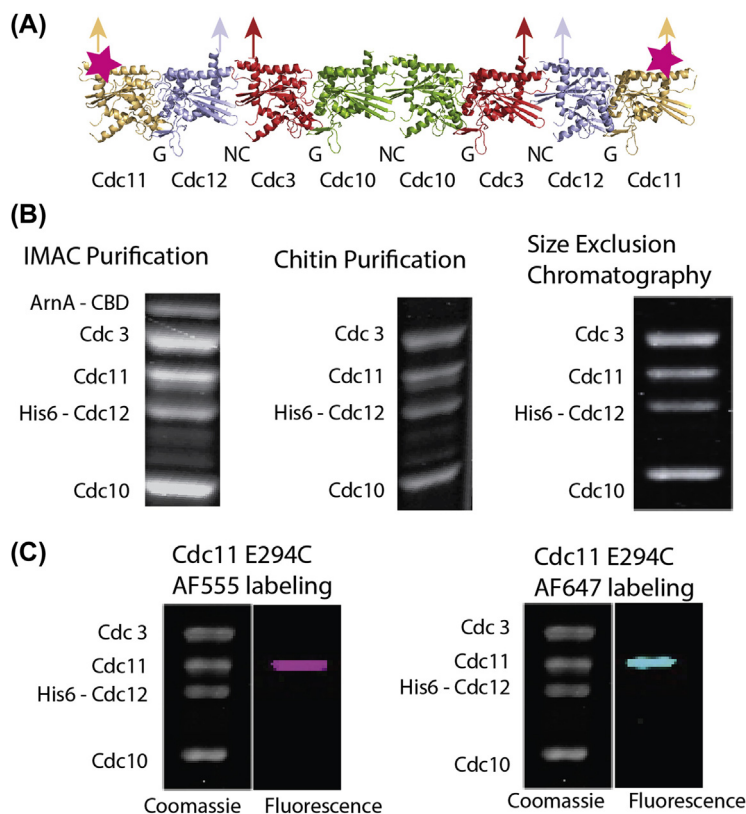 (A)
G NC G NC G NC G
Cdc11 Cdc12 Cdc3 Cdc10 Cdc10 Cdc3 Cdc12 Cdc11
(B)
IMAC Purification
ArnA - CBD
Cdc 3
Cdc11
His6 - Cdc12
Cdc10
Chitin Purification
Cdc 3
Cdc11
His6 - Cdc12
Cdc10
Size Exclusion
Chromatography
Cdc 3
Cdc11
His6 - Cdc12
Cdc10
(C)
Cdc11 E294C
AF555 labeling
Cdc 3
Cdc11
His6 - Cdc12
Cdc10
Coomassie Fluorescence
Cdc11 E294C
AF647 labeling
Cdc 3
Cdc11
His6 - Cdc12
Cdc10
Coomassie Fluorescence